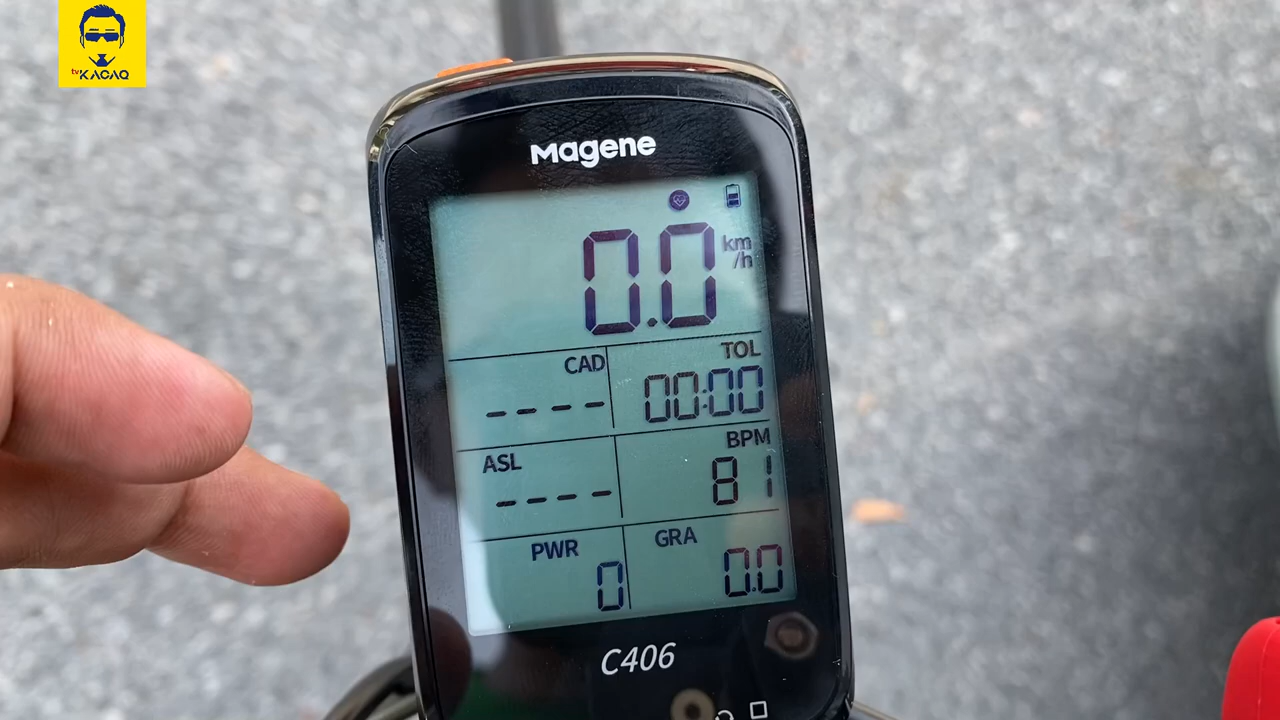 tvKACAQ
Magene
0.0 km/h
CAD
TOL
----
00:00
ASL
BPM
----
81
PWR
GRA
0
0.0
C406